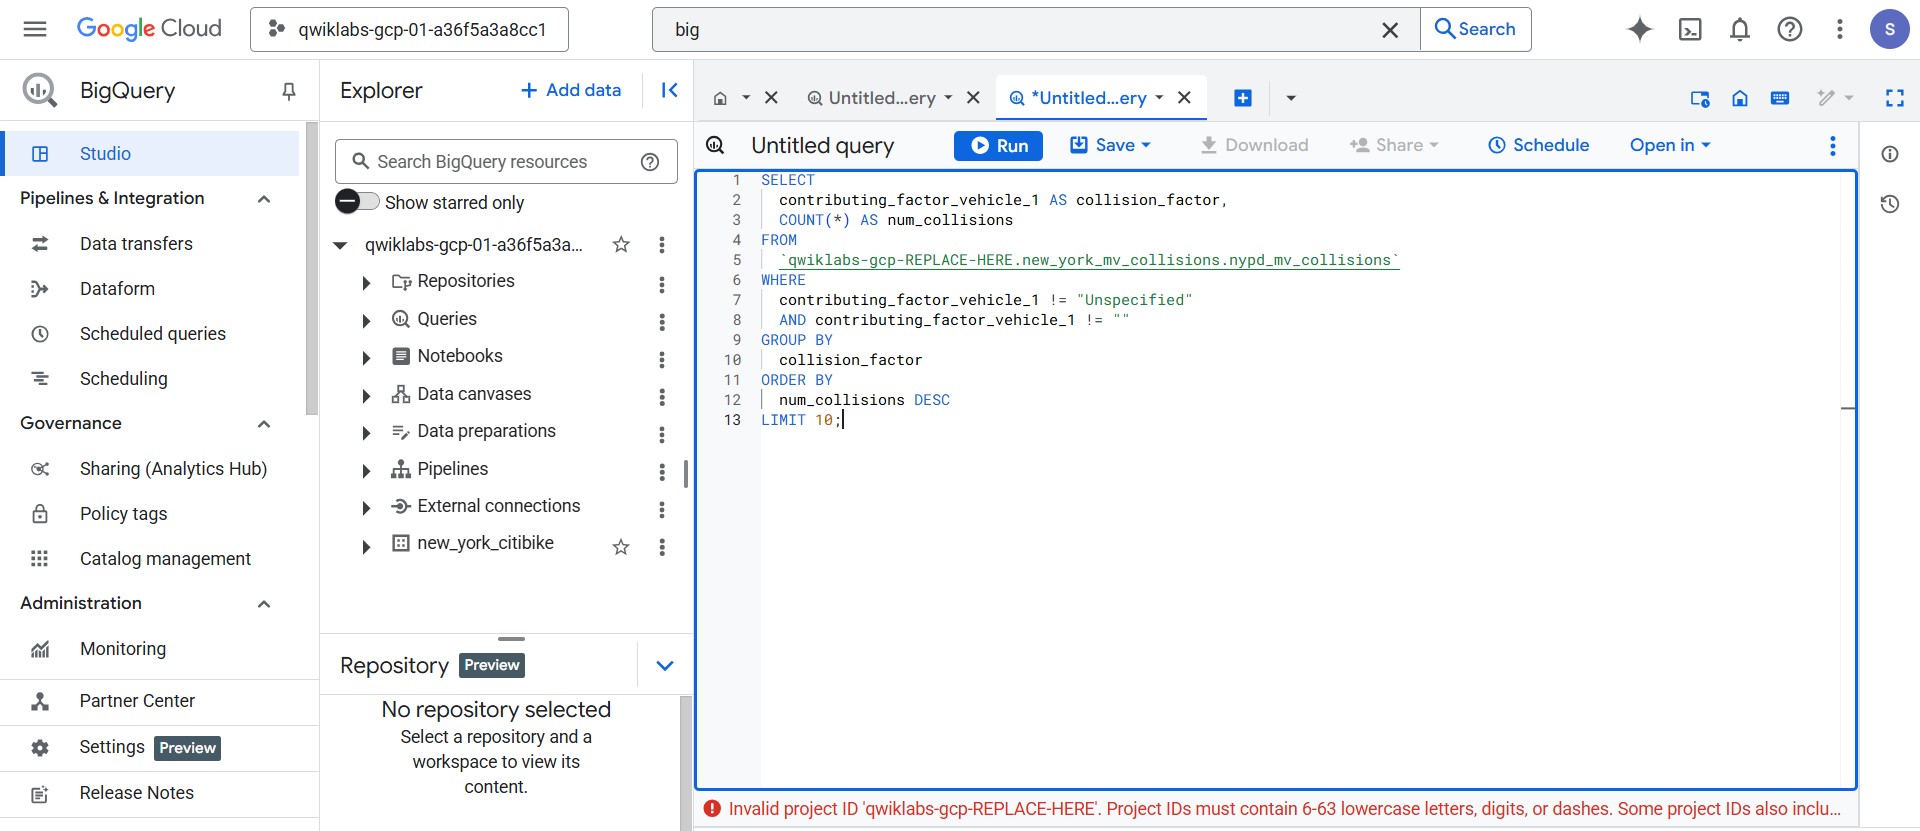 Google Cloud
qwiklabs-gcp-01-a36f5a3a8cc1
big
Search
S
BigQuery
Studio
Pipelines & Integration
Data transfers
Dataform
Scheduled queries
Scheduling
Governance
Sharing (Analytics Hub)
Policy tags
Catalog management
Administration
Monitoring
Partner Center
Settings Preview
Release Notes
Explorer
+ Add data
Search BigQuery resources
Show starred only
qwiklabs-gcp-01-a36f5a3a...
Repositories
Queries
Notebooks
Data canvases
Data preparations
Pipelines
External connections
new_york_citibike
Repository Preview
No repository selected
Select a repository and a
workspace to view its
content.
Untitled...ery
*Untitled...ery
Untitled query
Run
Save
Download
Share
Schedule
Open in
1 SELECT
2 contributing_factor_vehicle_1 AS collision_factor,
3 COUNT(*) AS num_collisions
4 FROM
5 `qwiklabs-gcp-REPLACE-HERE.new_york_mv_collisions.nypd_mv_collisions`
6 WHERE
7 contributing_factor_vehicle_1 != "Unspecified"
8 AND contributing_factor_vehicle_1 != ""
9 GROUP BY
10 collision_factor
11 ORDER BY
12 num_collisions DESC
13 LIMIT 10;
Invalid project ID 'qwiklabs-gcp-REPLACE-HERE'. Project IDs must contain 6-63 lowercase letters, digits, or dashes. Some project IDs also inclu...